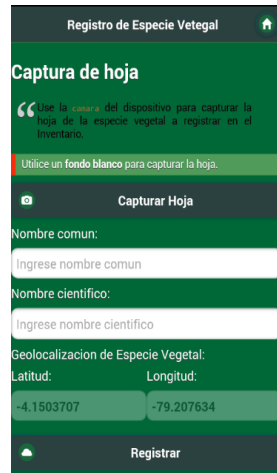 Registro de Especie Vetegal
Captura de hoja
Use la camara del dispositivo para capturar la
hoja de la especie vegetal a registrar en el
Inventario.
Utilice un fondo blanco para capturar la hoja.
Capturar Hoja
Nombre comun:
Ingrese nombre comun
Nombre cientifico:
Ingrese nombre cientifico
Geolocalizacion de Especie Vegetal:
Latitud: Longitud:
-4.1503707 -79.207634
Registrar